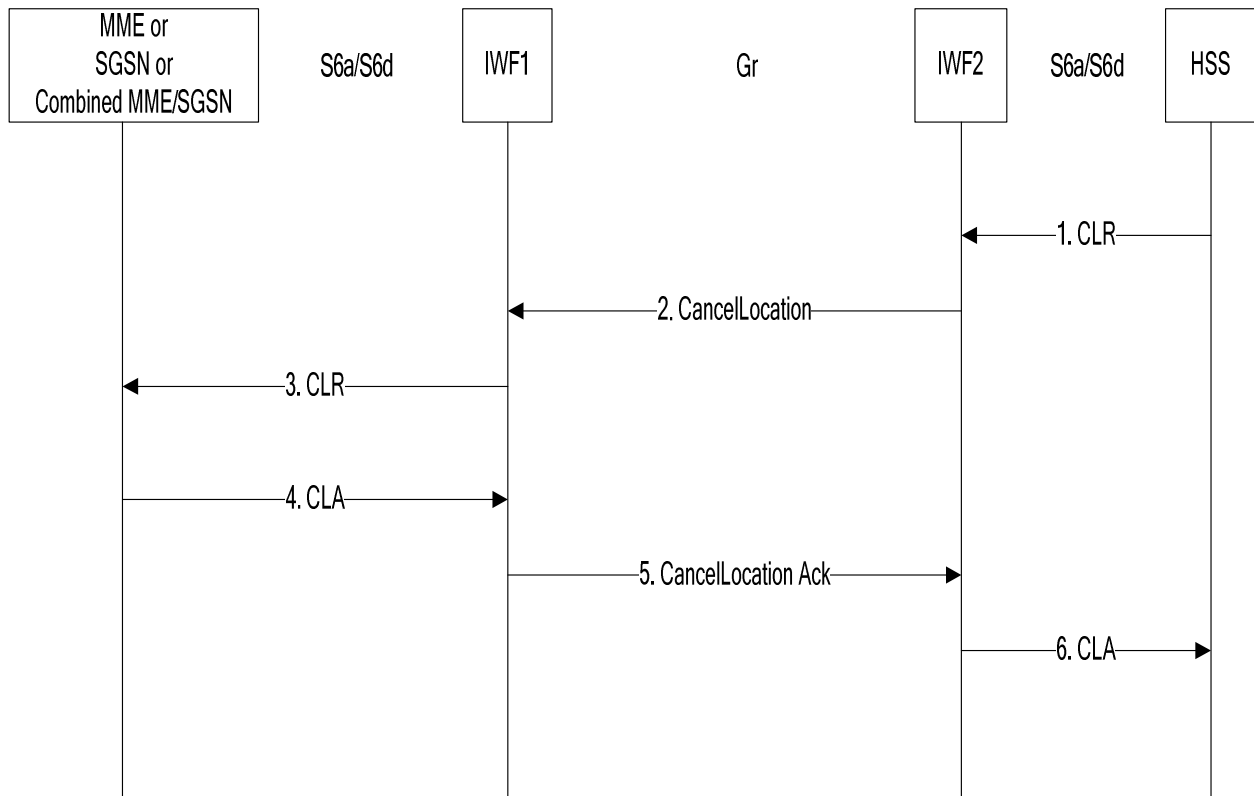 MME or
SGSN or
Combined MME/SGSN
S6a/S6d
IWF1
Gr
IWF2
S6a/S6d
HSS
1. CLR
2. CancelLocation
3. CLR
4. CLA
5. CancelLocation Ack
6. CLA